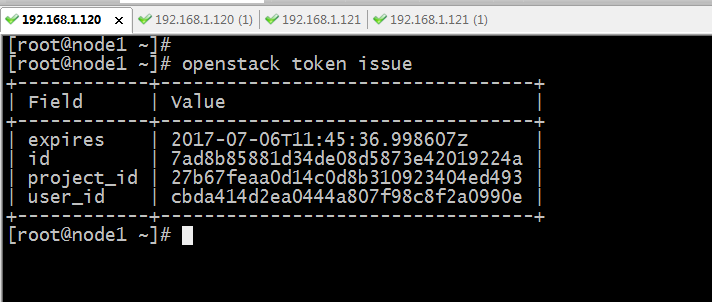 192.168.1.120 × 192.168.1.120 (1) 192.168.1.121 192.168.1.121 (1)
[root@node1 ~]#
[root@node1 ~]# openstack token issue
+------------+----------------------------------+
| Field      | Value                            |
+------------+----------------------------------+
| expires    | 2017-07-06T11:45:36.998607Z      |
| id         | 7ad8b85881d34de08d5873e42019224a |
| project_id | 27b67feaa0d14c0d8b310923404ed493 |
| user_id    | cbda414d2ea0444a807f98c8f2a0990e |
+------------+----------------------------------+
[root@node1 ~]#